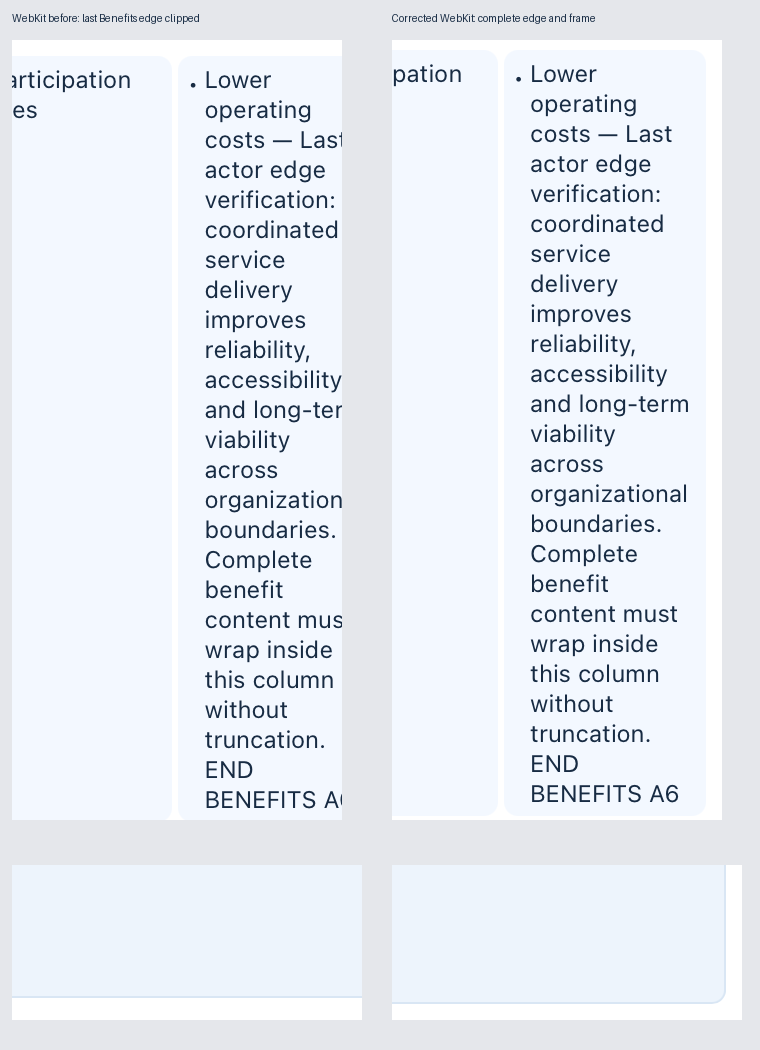 WebKit before: last Benefits edge clipped
articipation
es
• Lower
operating
costs — Last
actor edge
verification:
coordinated
service
delivery
improves
reliability,
accessibility
and long-ter
viability
across
organization
boundaries.
Complete
benefit
content mus
wrap inside
this column
without
truncation.
END
BENEFITS A6
Corrected WebKit: complete edge and frame
pation
• Lower
operating
costs — Last
actor edge
verification:
coordinated
service
delivery
improves
reliability,
accessibility
and long-term
viability
across
organizational
boundaries.
Complete
benefit
content must
wrap inside
this column
without
truncation.
END
BENEFITS A6